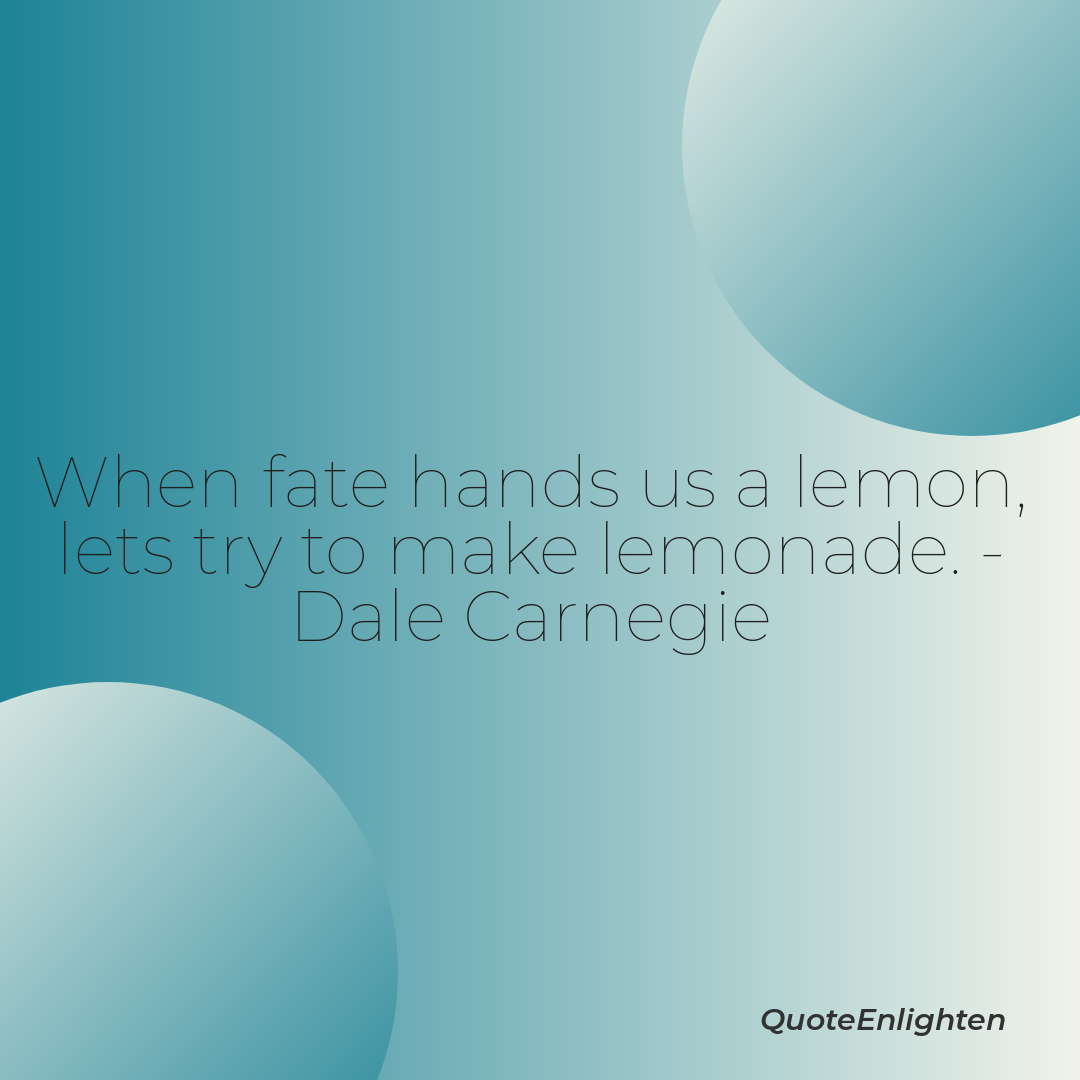 When fate hands us a lemon,
lets try to make lemonade. -
Dale Carnegie
QuoteEnlighten